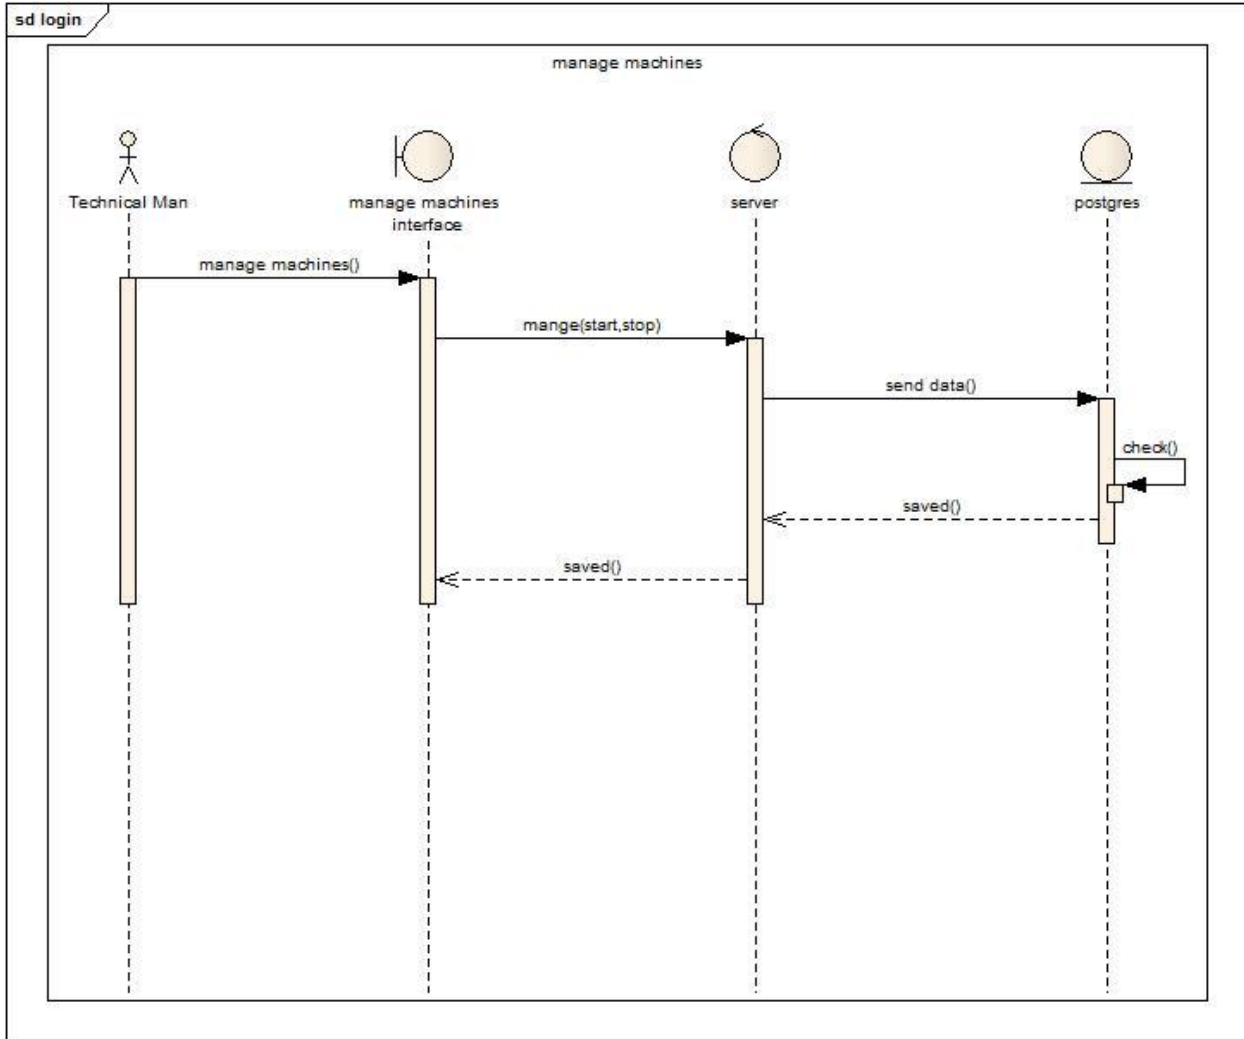 sd login
manage machines
Technical Man
manage machines
interface
server
postgres
manage machines()
mange(start,stop)
send data()
check()
saved()
saved()